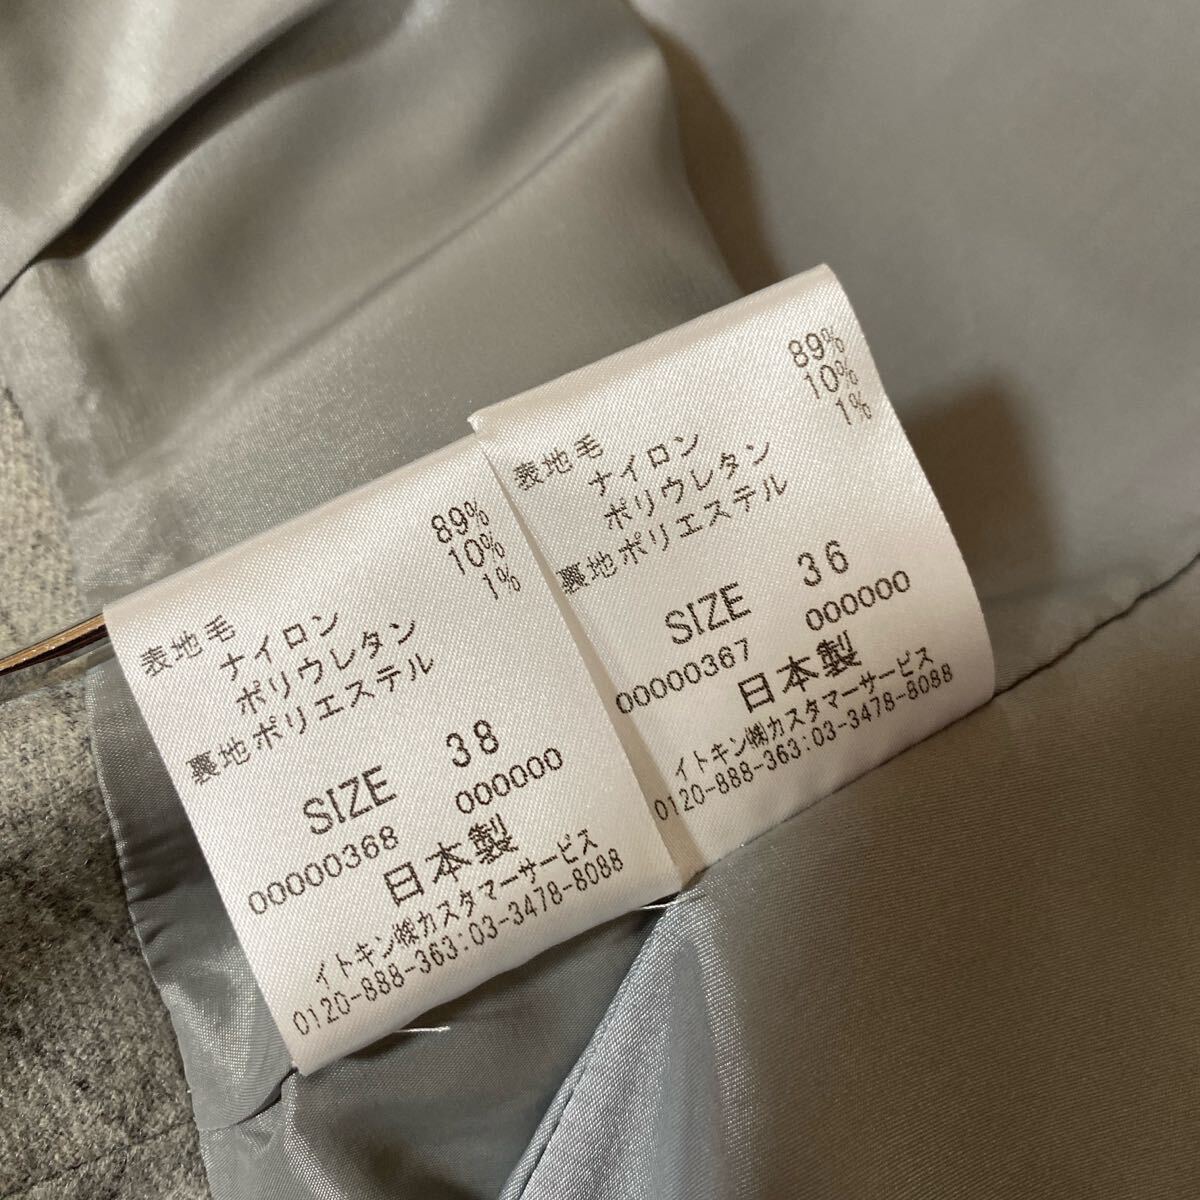 表地毛 89%
ナイロン 10%
ポリウレタン 1%
裏地ポリエステル
SIZE 38
00000368 000000
日本製
イトキン㈱カスタマーサービス
0120-888-363:03-3478-8088
表地毛 89%
ナイロン 10%
ポリウレタン 1%
裏地ポリエステル
SIZE 36
00000367 000000
日本製
イトキン㈱カスタマーサービス
0120-888-363:03-3478-8088